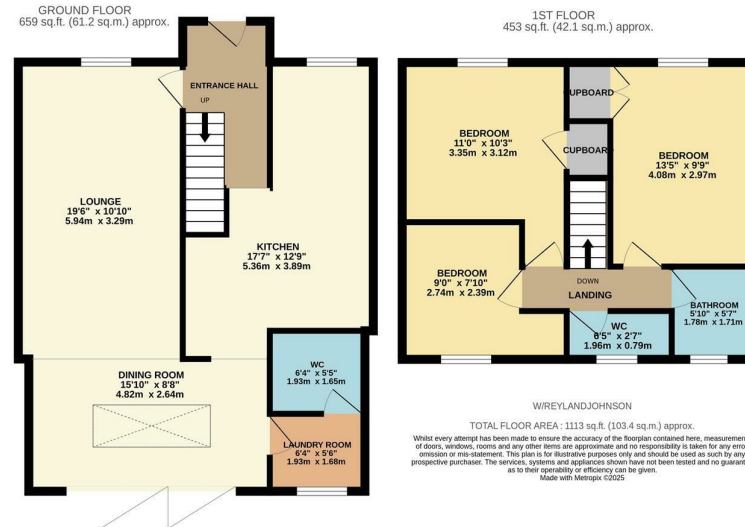 GROUND FLOOR
659 sq.ft. (61.2 sq.m.) approx.
ENTRANCE HALL
UP
LOUNGE
19'6" x 10'10"
5.94m x 3.29m
KITCHEN
17'7" x 12'9"
5.36m x 3.89m
DINING ROOM
15'10" x 8'8"
4.82m x 2.64m
WC
6'4" x 5'5"
1.93m x 1.65m
LAUNDRY ROOM
6'4" x 5'6"
1.93m x 1.68m
1ST FLOOR
453 sq.ft. (42.1 sq.m.) approx.
BEDROOM
11'0" x 10'3"
3.35m x 3.12m
CUPBOARD
CUPBOARD
BEDROOM
13'5" x 9'9"
4.08m x 2.97m
BEDROOM
9'0" x 7'10"
2.74m x 2.39m
DOWN
LANDING
WC
6'5" x 2'7"
1.96m x 0.79m
BATHROOM
5'10" x 5'7"
1.78m x 1.71m
W/REYLANDJOHNSON
TOTAL FLOOR AREA : 1113 sq.ft. (103.4 sq.m.) approx.
Whilst every attempt has been made to ensure the accuracy of the floorplan contained here, measuremen
of doors, windows, rooms and any other items are approximate and no responsibility is taken for any erro
omission or mis-statement. This plan is for illustrative purposes only and should be used as such by any
prospective purchaser. The services, systems and appliances shown have not been tested and no guarant
as to their operability or efficiency can be given.
Made with Metropix ©2025